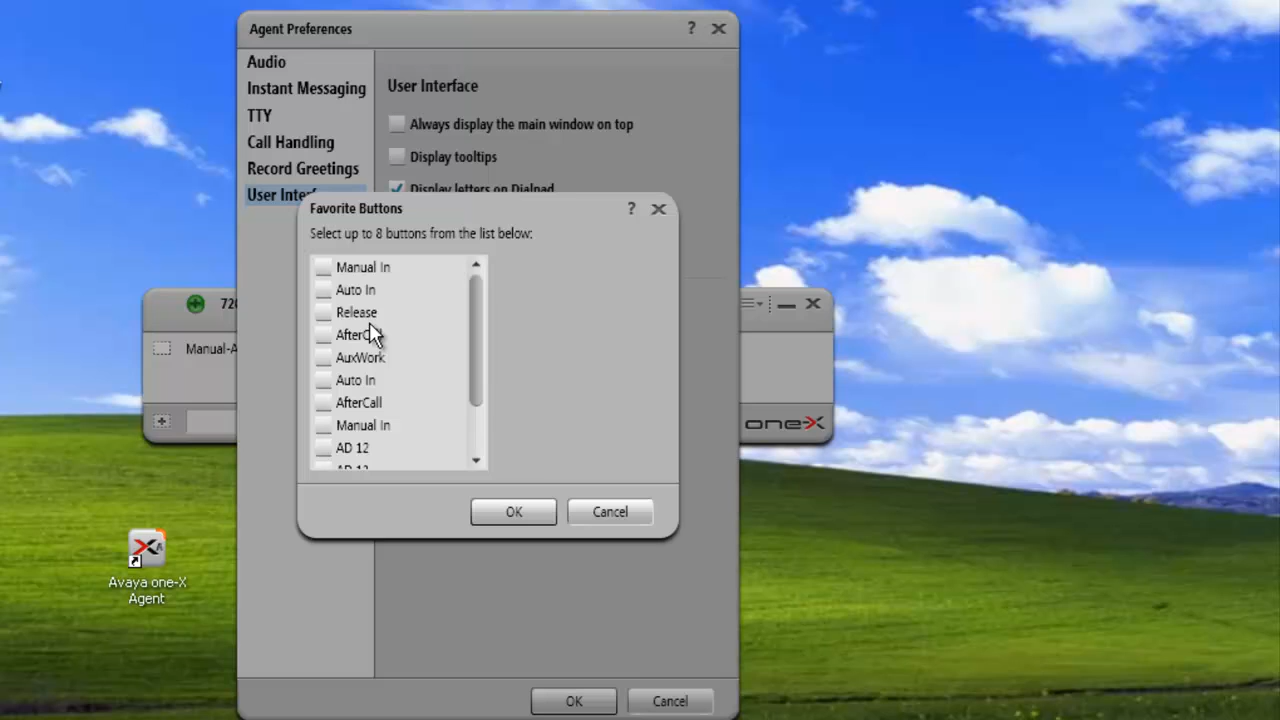 Agent Preferences
?
Audio
Instant Messaging
TTY
Call Handling
Record Greetings
User Interf
User Interface
Always display the main window on top
Display tooltips
Display letters on Dialpad
Favorite Buttons
?
Select up to 8 buttons from the list below:
Manual In
Auto In
Release
AfterC
AuxWork
Auto In
AfterCall
Manual In
AD 12
OK
Cancel
720
Manual-A
one-X
Avaya one-X
Agent
OK
Cancel